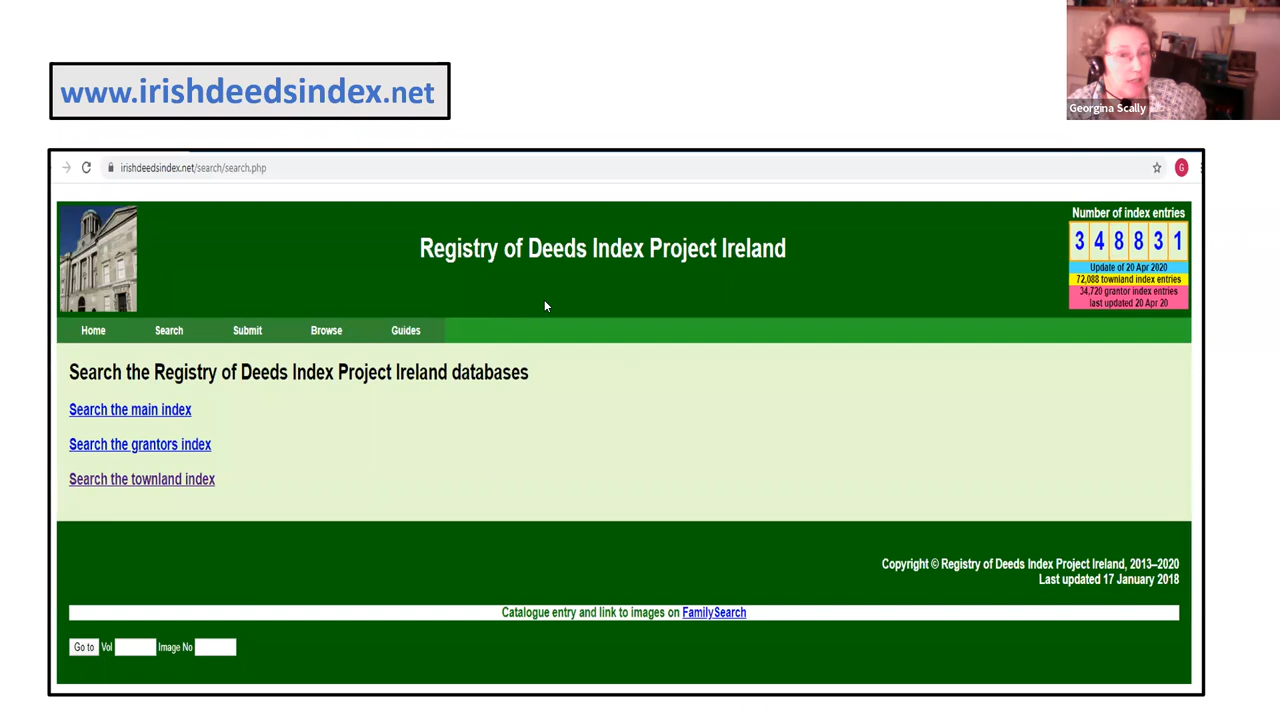 www.irishdeedsindex.net
Georgina Scally
irishdeedsindex.net/search/search.php
G
Number of index entries
348831
Update of 20 Apr 2020
72,088 townland index entries
34,720 grantor index entries
last updated 20 Apr 20
Registry of Deeds Index Project Ireland
Home Search Submit Browse Guides
Search the Registry of Deeds Index Project Ireland databases
Search the main index
Search the grantors index
Search the townland index
Copyright © Registry of Deeds Index Project Ireland, 2013–2020
Last updated 17 January 2018
Catalogue entry and link to images on FamilySearch
Go to Vol Image No